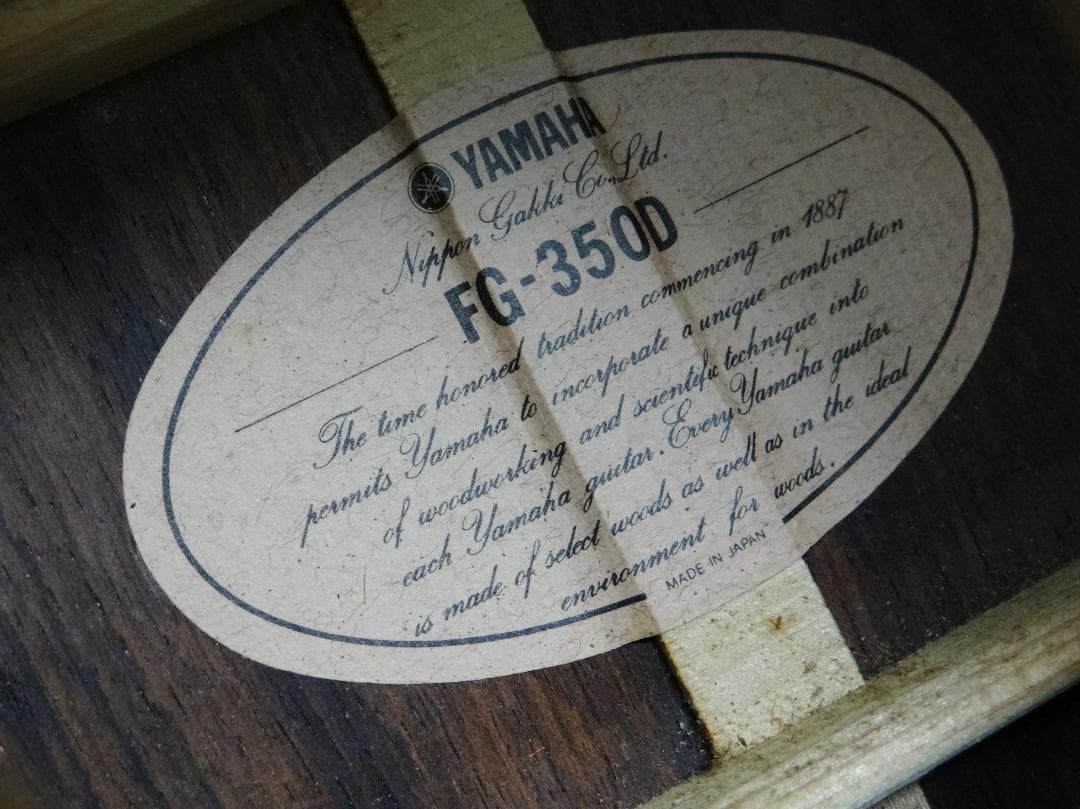 YAMAHA
Nippon Gakki Co., Ltd.
FG-350D
The time honored tradition commencing in 1887
permits Yamaha to incorporate a unique combination
of woodworking and scientific technique into
each Yamaha guitar. Every Yamaha guitar
is made of select woods as well as in the ideal
environment for woods.
MADE IN JAPAN